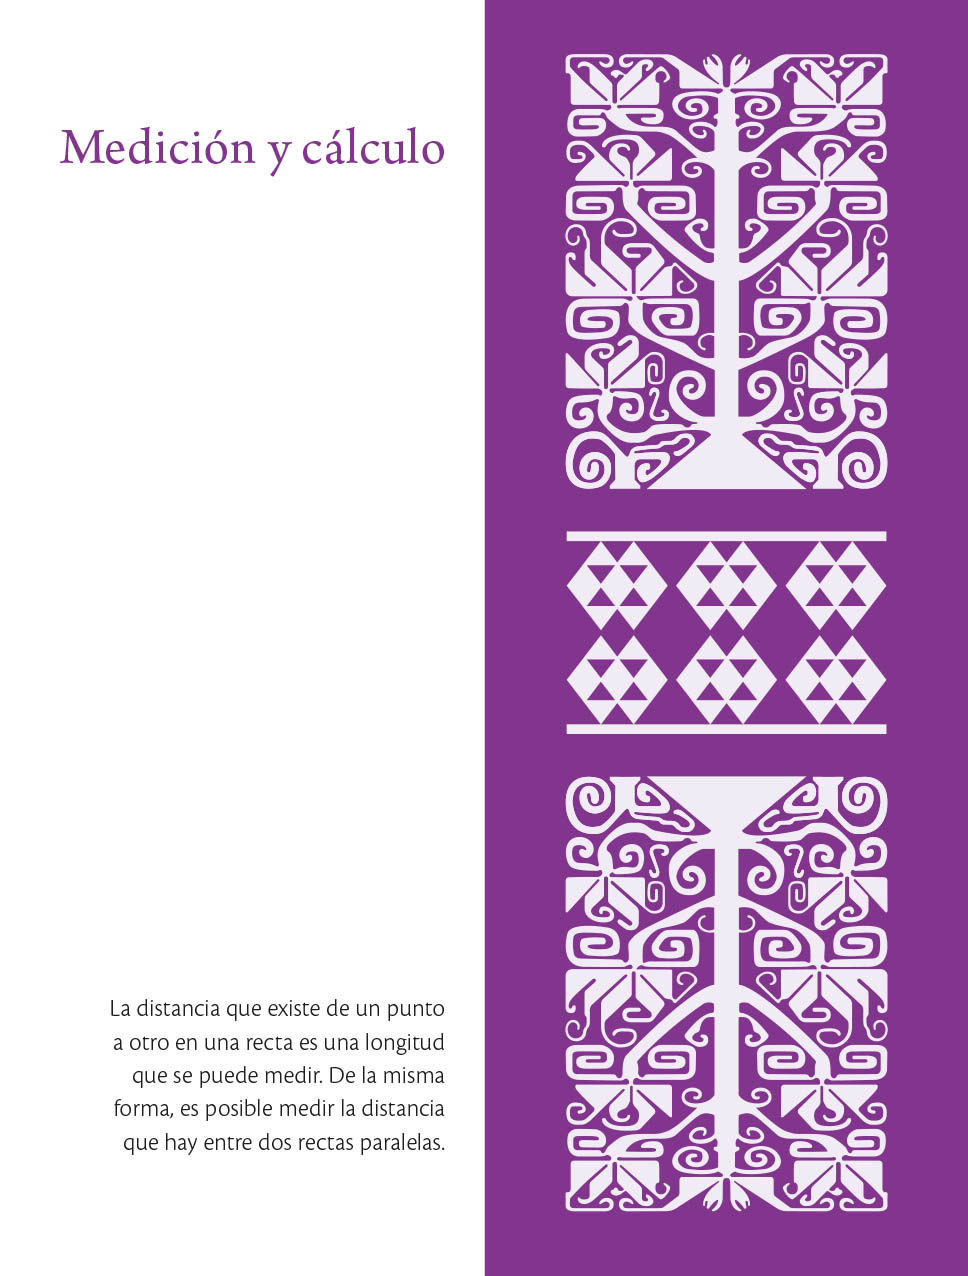 Medición y cálculo
La distancia que existe de un punto
a otro en una recta es una longitud
que se puede medir. De la misma
forma, es posible medir la distancia
que hay entre dos rectas paralelas.